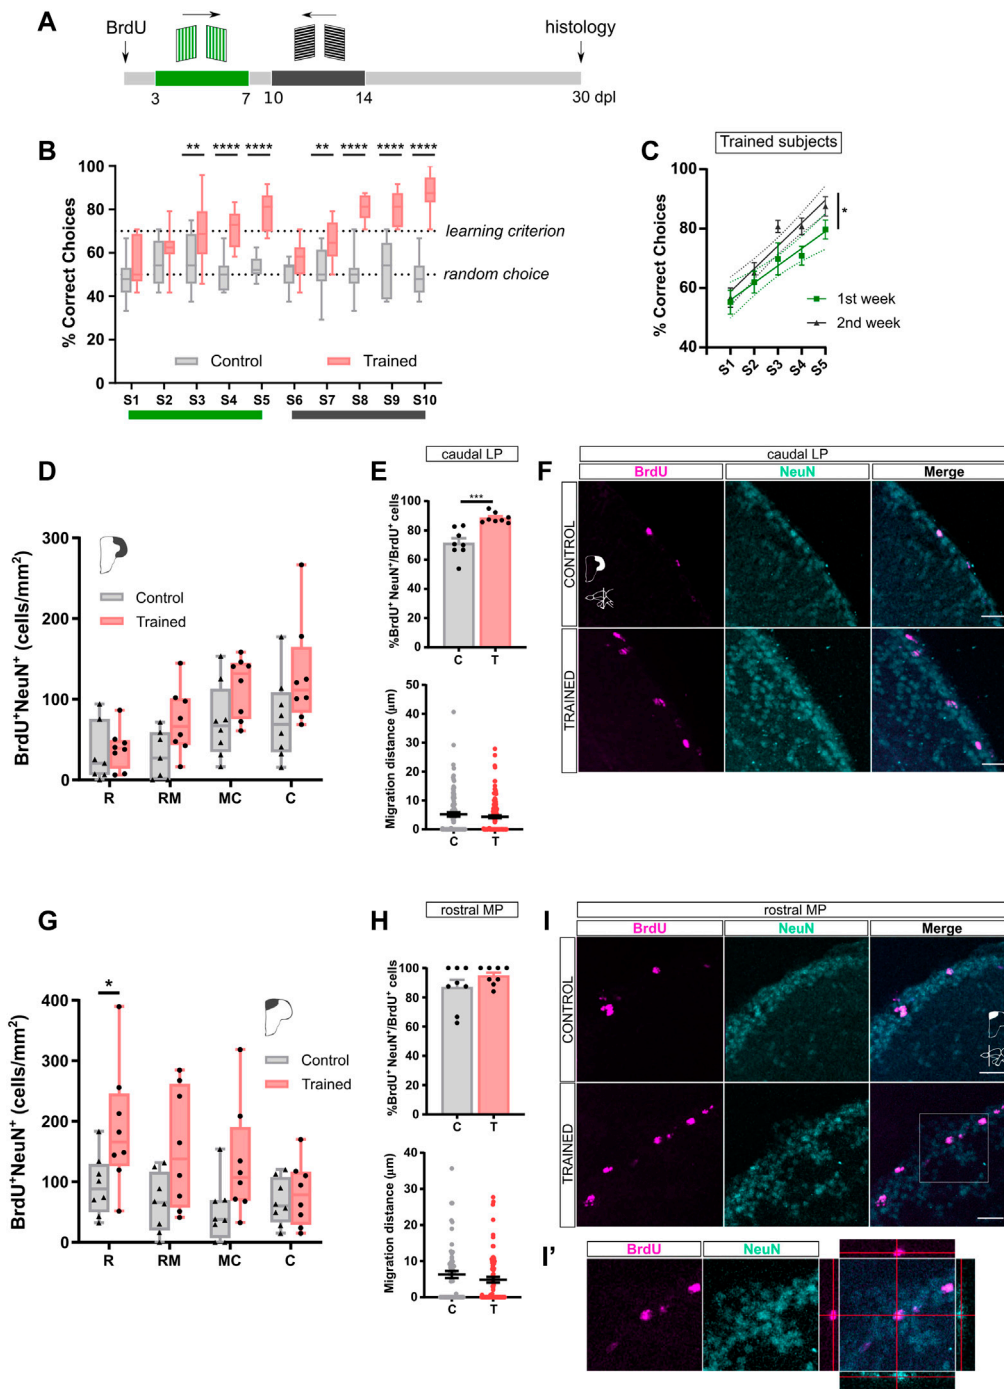 A
BrdU
histology
3
7
10
14
30 dpl
B
** **** **** ** **** **** ****
% Correct Choices
100
80
60
40
20
0
learning criterion
random choice
Control
Trained
S1 S2 S3 S4 S5 S6 S7 S8 S9 S10
C
Trained subjects
% Correct Choices
100
80
60
40
*
1st week
2nd week
S1 S2 S3 S4 S5
D
BrdU⁺NeuN⁺ (cells/mm²)
300
200
100
0
Control
Trained
R RM MC C
E
caudal LP
%BrdU⁺ NeuN⁺/BrdU⁺ cells
100
80
60
40
20
0
***
C T
Migration distance (µm)
50
40
30
20
10
0
C T
F
caudal LP
BrdU NeuN Merge
CONTROL
TRAINED
G
BrdU⁺NeuN⁺ (cells/mm²)
400
300
200
100
0
*
Control
Trained
R RM MC C
H
rostral MP
%BrdU⁺ NeuN⁺/BrdU⁺ cells
100
80
60
40
20
0
C T
Migration distance (µm)
50
40
30
20
10
0
C T
I
rostral MP
BrdU NeuN Merge
CONTROL
TRAINED
I'
BrdU NeuN